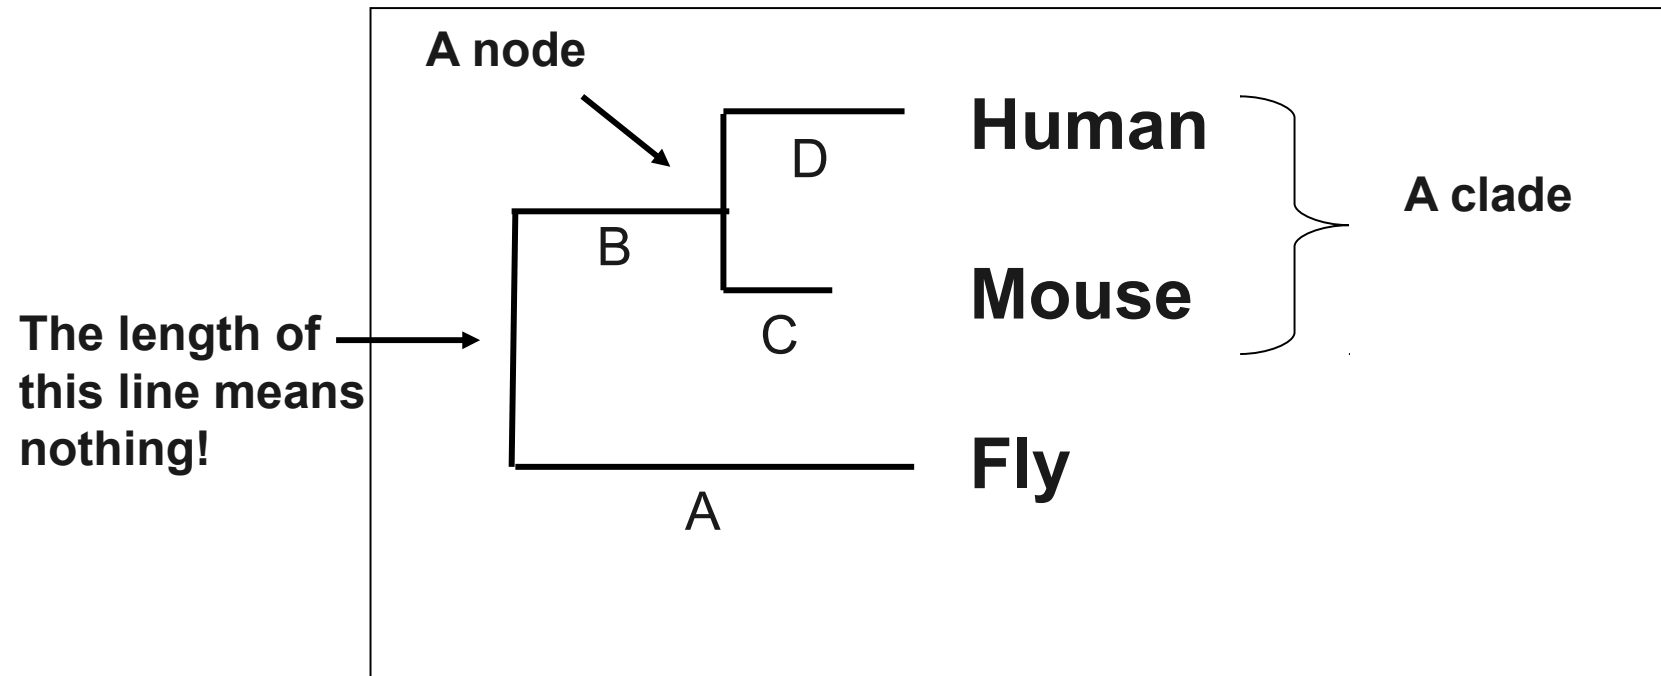 A node
Human
D
A clade
B
Mouse
The length of
this line means
nothing!
C
Fly
A